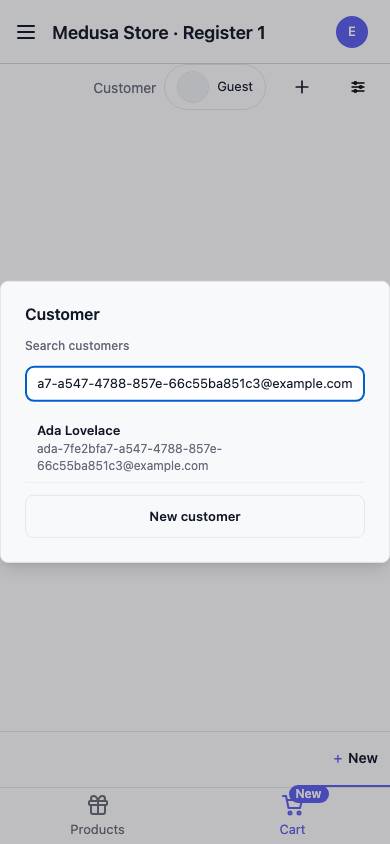 Medusa Store · Register 1
E
Customer
Guest
Customer
Search customers
a7-a547-4788-857e-66c55ba851c3@example.com
Ada Lovelace
ada-7fe2bfa7-a547-4788-857e-
66c55ba851c3@example.com
New customer
+ New
New
Products
Cart